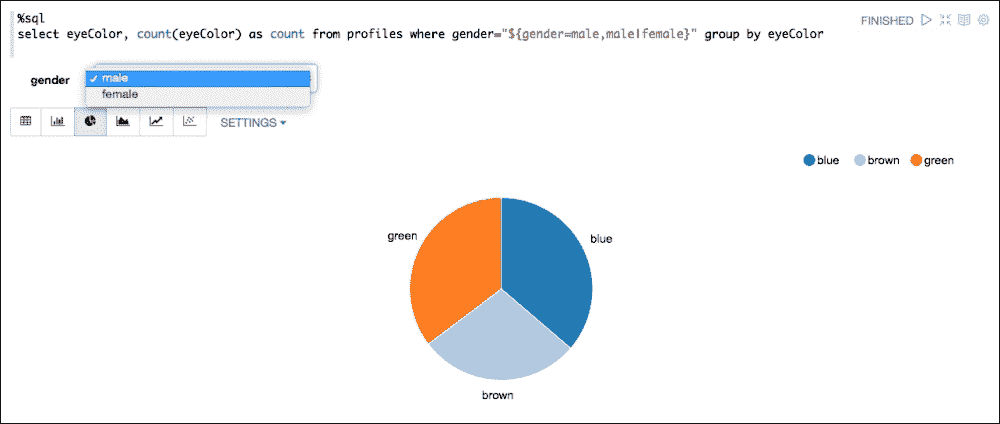 %sql
FINISHED
select eyeColor, count(eyeColor) as count from profiles where gender="${gender=male,male|female}" group by eyeColor
gender
✓ male
female
SETTINGS
blue brown green
green
blue
brown